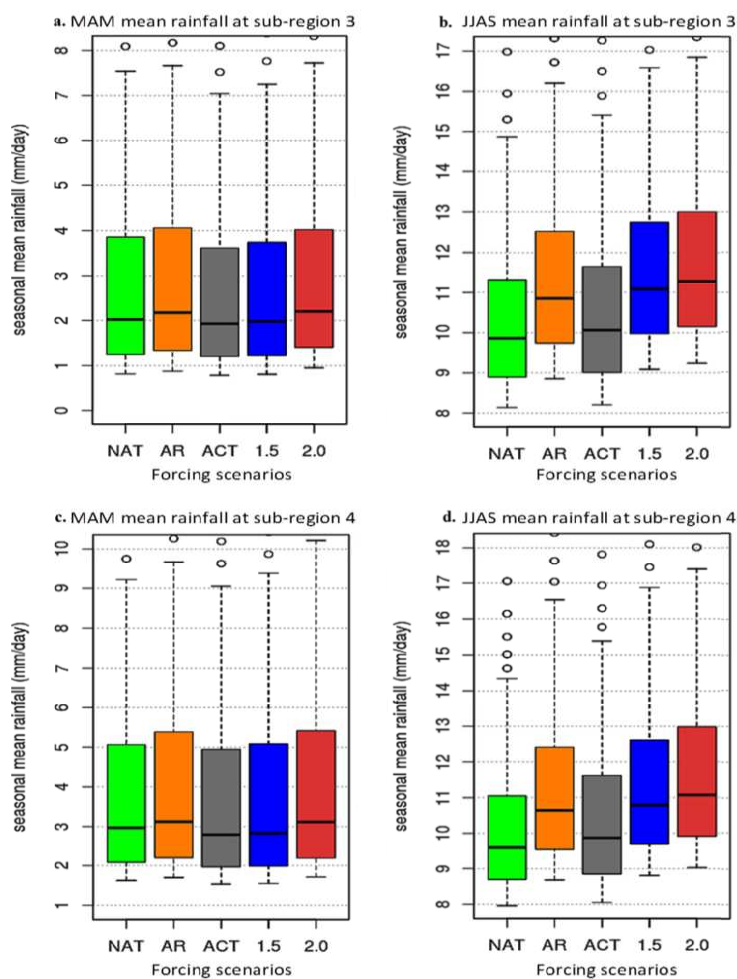 a. MAM mean rainfall at sub-region 3
seasonal mean rainfall (mm/day)
8
7
6
5
4
3
2
1
0
NAT AR ACT 1.5 2.0
Forcing scenarios
b. JJAS mean rainfall at sub-region 3
seasonal mean rainfall (mm/day)
17
16
15
14
13
12
11
10
9
8
NAT AR ACT 1.5 2.0
Forcing scenarios
c. MAM mean rainfall at sub-region 4
seasonal mean rainfall (mm/day)
10
9
8
7
6
5
4
3
2
1
NAT AR ACT 1.5 2.0
Forcing scenarios
d. JJAS mean rainfall at sub-region 4
seasonal mean rainfall (mm/day)
18
17
16
15
14
13
12
11
10
9
8
NAT AR ACT 1.5 2.0
Forcing scenarios